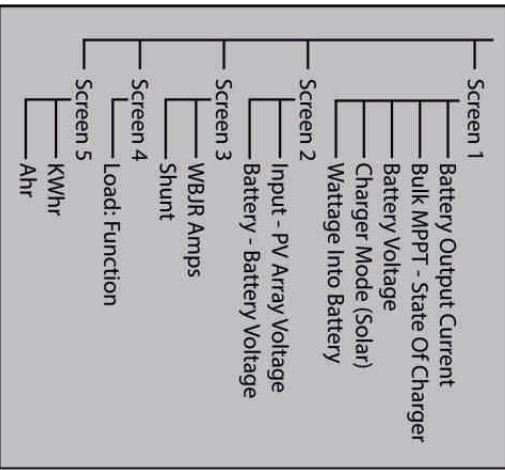 Screen 1
Battery Output Current
Bulk MPPT - State Of Charger
Battery Voltage
Charger Mode (Solar)
Wattage Into Battery
Screen 2
Input - PV Array Voltage
Battery - Battery Voltage
Screen 3
WBJR Amps
Shunt
Screen 4
Load: Function
Screen 5
KWhr
Ahr